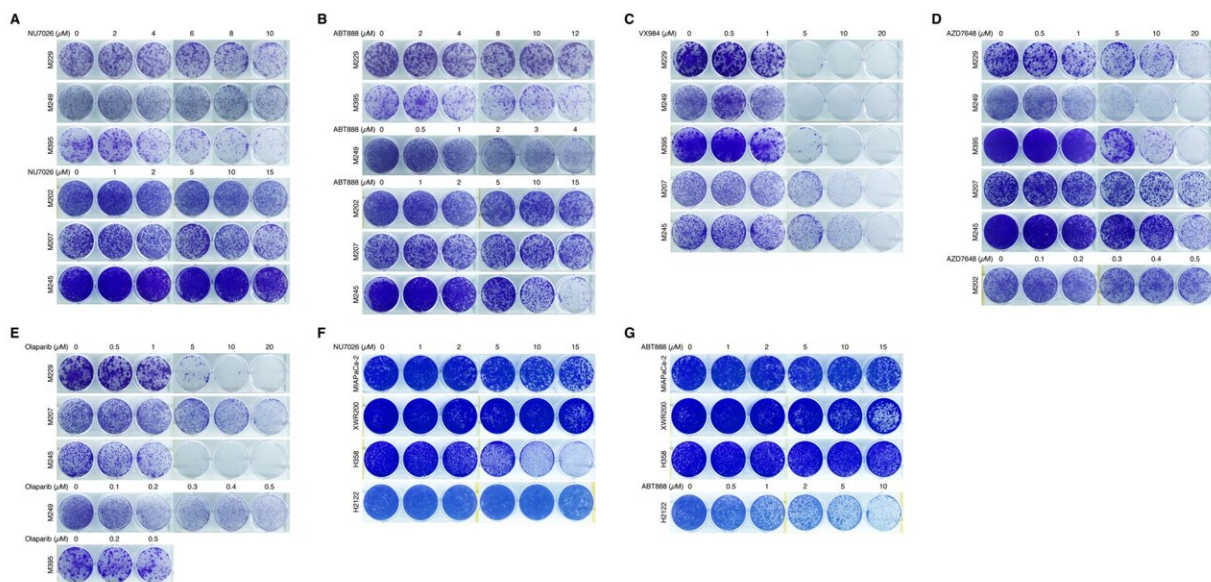 A
NU7026 (µM) 0 2 4 6 8 10
M229
M249
M395
NU7026 (µM) 0 1 2 5 10 15
M202
M207
M245
B
ABT888 (µM) 0 2 4 8 10 12
M229
M395
ABT888 (µM) 0 0.5 1 2 3 4
M249
ABT888 (µM) 0 1 2 5 10 15
M202
M207
M245
C
VX984 (µM) 0 0.5 1 5 10 20
M229
M249
M395
M207
M245
D
AZD7648 (µM) 0 0.5 1 5 10 20
M229
M249
M395
M207
M245
AZD7648 (µM) 0 0.1 0.2 0.3 0.4 0.5
M202
E
Olaparib (µM) 0 0.5 1 5 10 20
M229
M207
M245
Olaparib (µM) 0 0.1 0.2 0.3 0.4 0.5
M249
Olaparib (µM) 0 0.2 0.5
M395
F
NU7026 (µM) 0 1 2 5 10 15
MIAPaCa-2
XWR200
H358
H2122
G
ABT888 (µM) 0 1 2 5 10 15
MIAPaCa-2
XWR200
H358
ABT888 (µM) 0 0.5 1 2 5 10
H2122